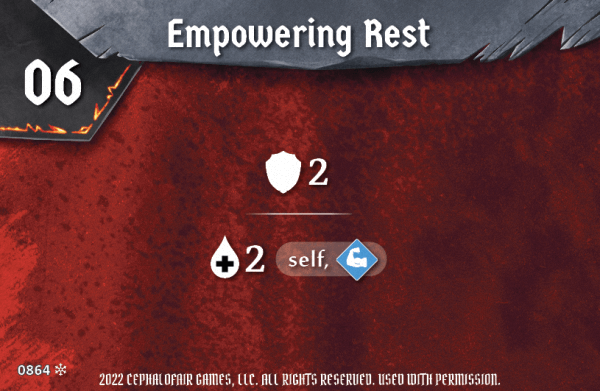 Empowering Rest
06
2
2 self,
0864
2022 CEPHALOFAIR GAMES, LLC. ALL RIGHTS RESERVED. USED WITH PERMISSION.